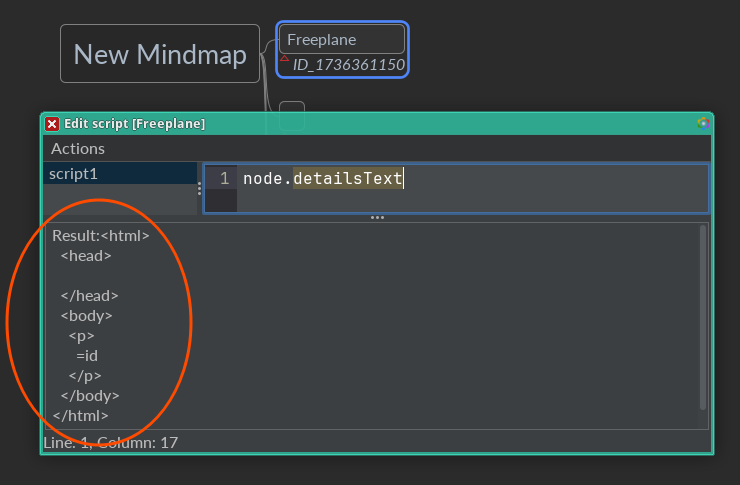 New Mindmap
Freeplane
ID_1736361150
Edit script [Freeplane]
Actions
script1
1 node.detailsText
Result:<html>
<head>
</head>
<body>
<p>
=id
</p>
</body>
</html>
Line: 1, Column: 17